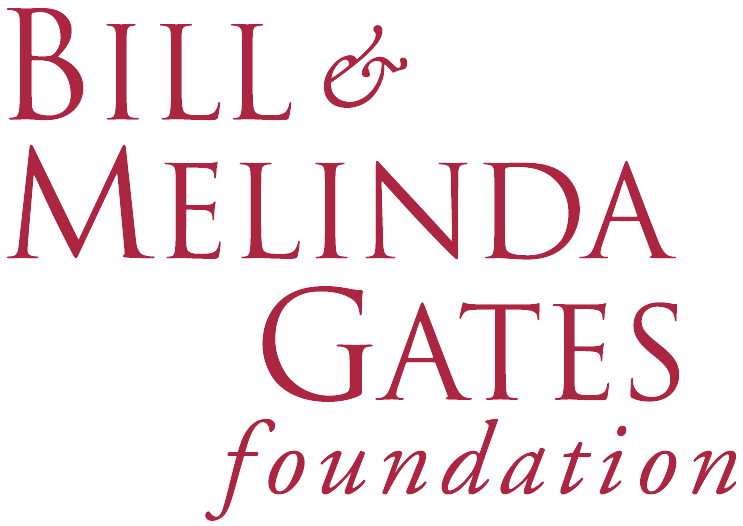 BILL &
MELINDA
GATES
foundation